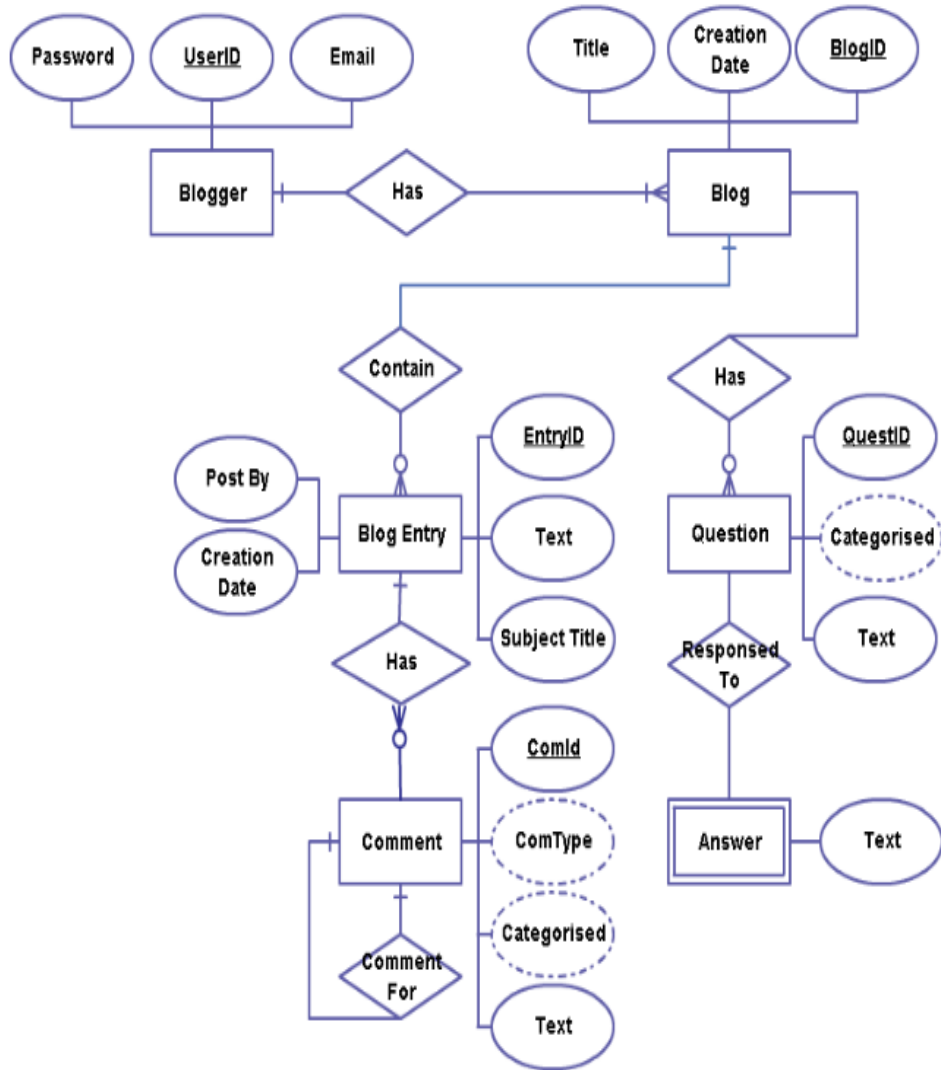 Password
UserID
Email
Title
Creation
Date
BlogID
Blogger
Has
Blog
Contain
Has
EntryID
QuestID
Post By
Blog Entry
Text
Question
Categorised
Creation
Date
Subject Title
Text
Has
Responsed
To
ComId
Comment
ComType
Answer
Text
Categorised
Comment
For
Text